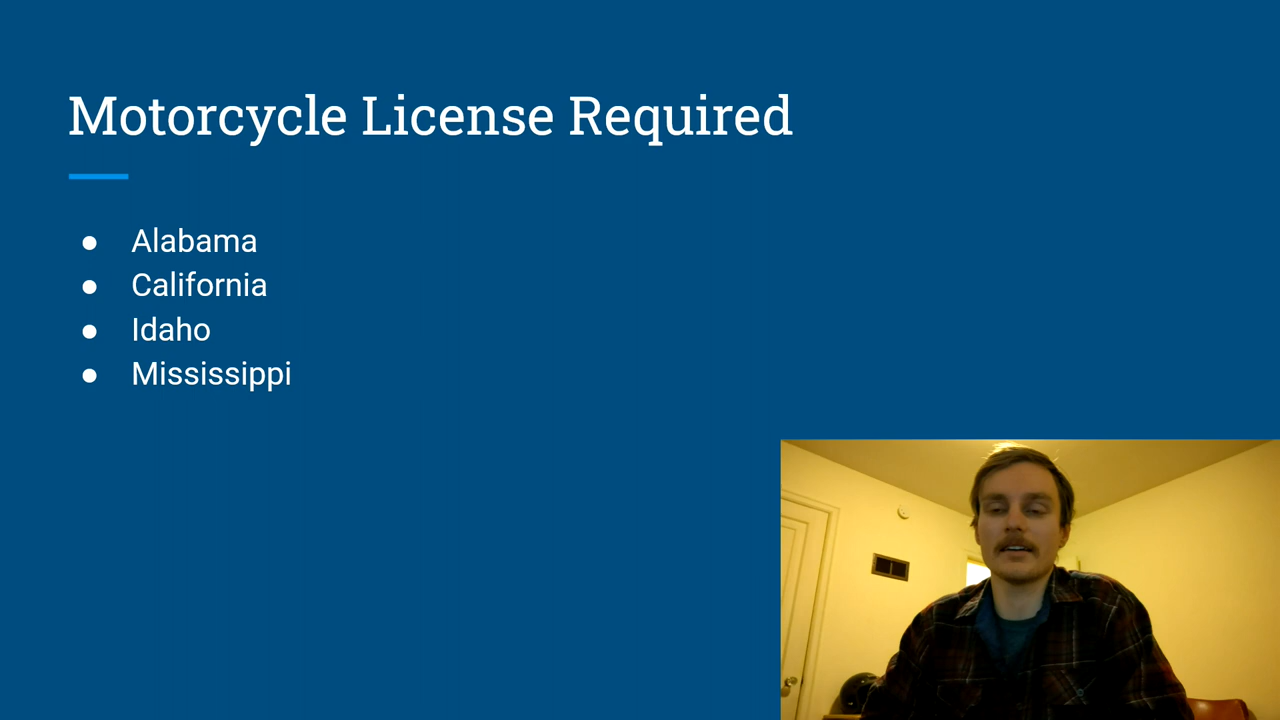 Motorcycle License Required
● Alabama
● California
● Idaho
● Mississippi